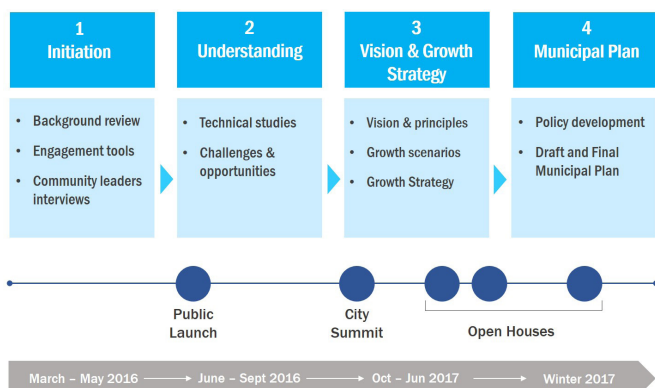 1
Initiation
2
Understanding
3
Vision & Growth
Strategy
4
Municipal Plan
• Background review
• Engagement tools
• Community leaders
interviews
• Technical studies
• Challenges &
opportunities
• Vision & principles
• Growth scenarios
• Growth Strategy
• Policy development
• Draft and Final
Municipal Plan
Public
Launch
City
Summit
Open Houses
March – May 2016
June – Sept 2016
Oct – Jun 2017
Winter 2017